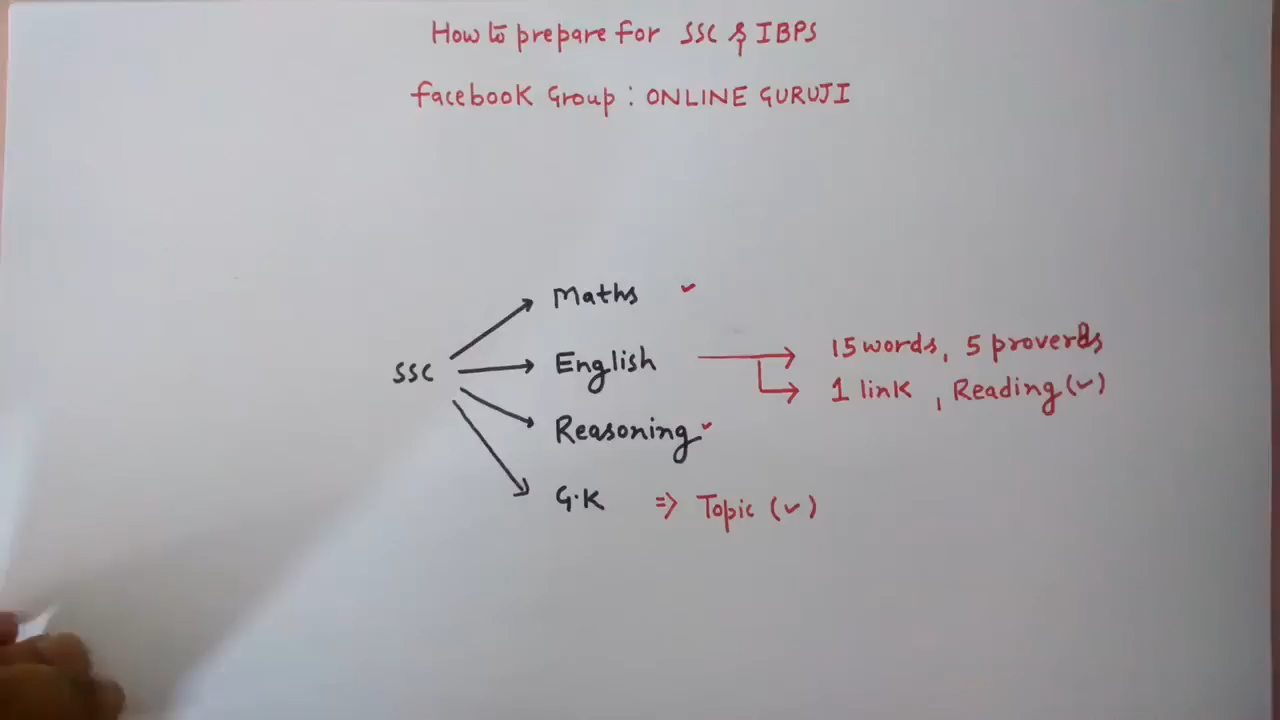 How to prepare for SSC & IBPS
facebook Group : ONLINE GURUJI
Maths ✓
15 words, 5 proverbs
English
SSC
1 link, Reading (✓)
Reasoning ✓
G.K => Topic (✓)